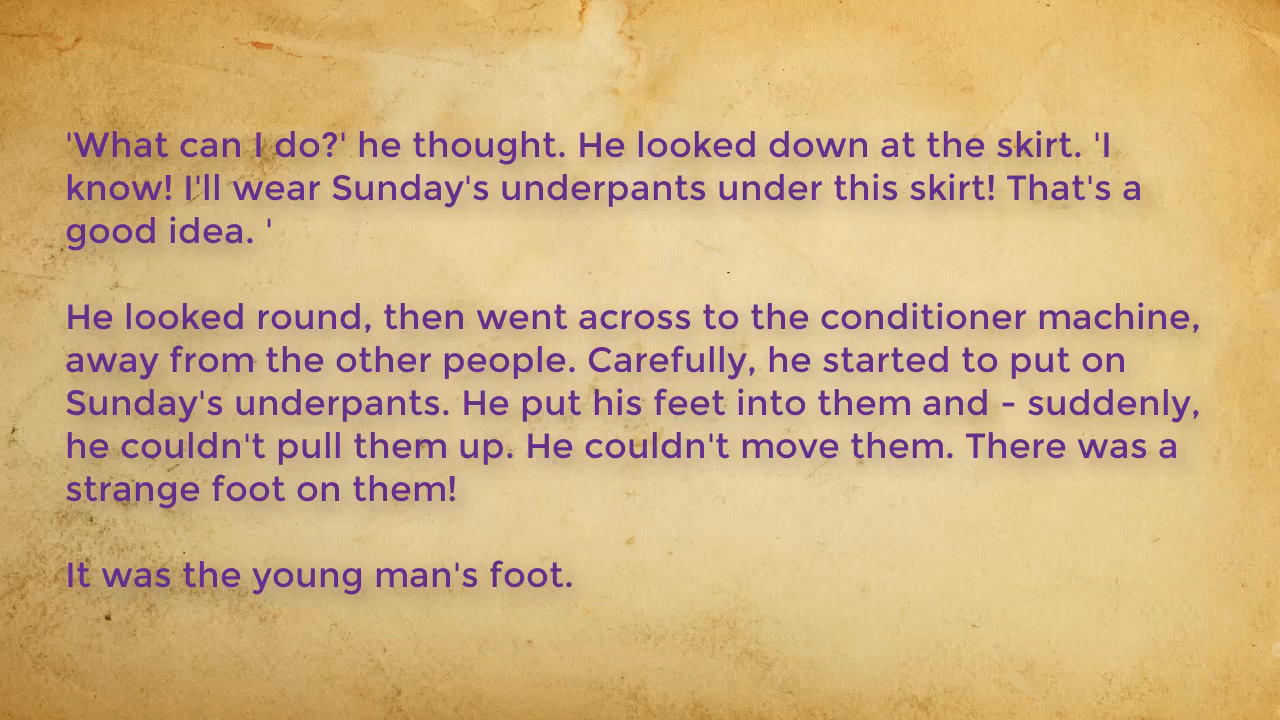 'What can I do?' he thought. He looked down at the skirt. 'I
know! I'll wear Sunday's underpants under this skirt! That's a
good idea. '
He looked round, then went across to the conditioner machine,
away from the other people. Carefully, he started to put on
Sunday's underpants. He put his feet into them and - suddenly,
he couldn't pull them up. He couldn't move them. There was a
strange foot on them!
It was the young man's foot.